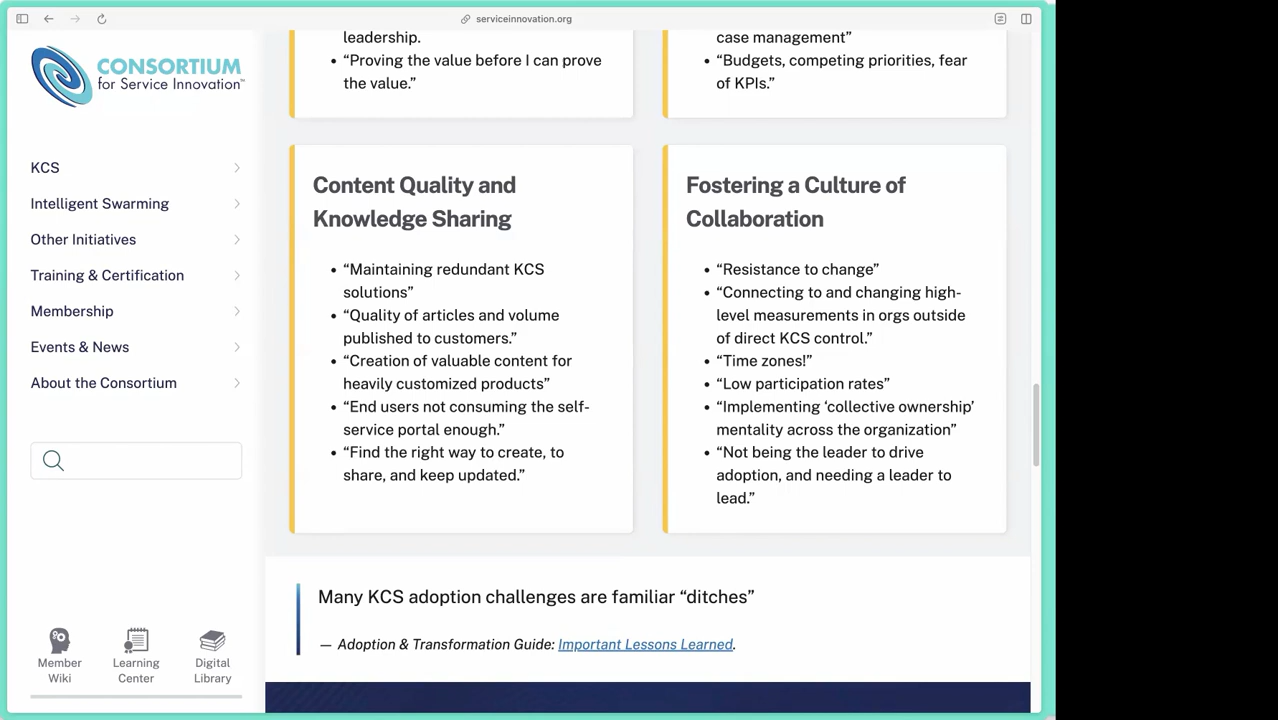 serviceinnovation.org
CONSORTIUM
for Service Innovation™
KCS
Intelligent Swarming
Other Initiatives
Training & Certification
Membership
Events & News
About the Consortium
Member
Wiki
Learning
Center
Digital
Library
leadership.
• “Proving the value before I can prove
the value.”
case management”
• “Budgets, competing priorities, fear
of KPIs.”
Content Quality and
Knowledge Sharing
• “Maintaining redundant KCS
solutions”
• “Quality of articles and volume
published to customers.”
• “Creation of valuable content for
heavily customized products”
• “End users not consuming the self-
service portal enough.”
• “Find the right way to create, to
share, and keep updated.”
Fostering a Culture of
Collaboration
• “Resistance to change”
• “Connecting to and changing high-
level measurements in orgs outside
of direct KCS control.”
• “Time zones!”
• “Low participation rates”
• “Implementing ‘collective ownership’
mentality across the organization”
• “Not being the leader to drive
adoption, and needing a leader to
lead.”
Many KCS adoption challenges are familiar “ditches”
— Adoption & Transformation Guide: Important Lessons Learned.